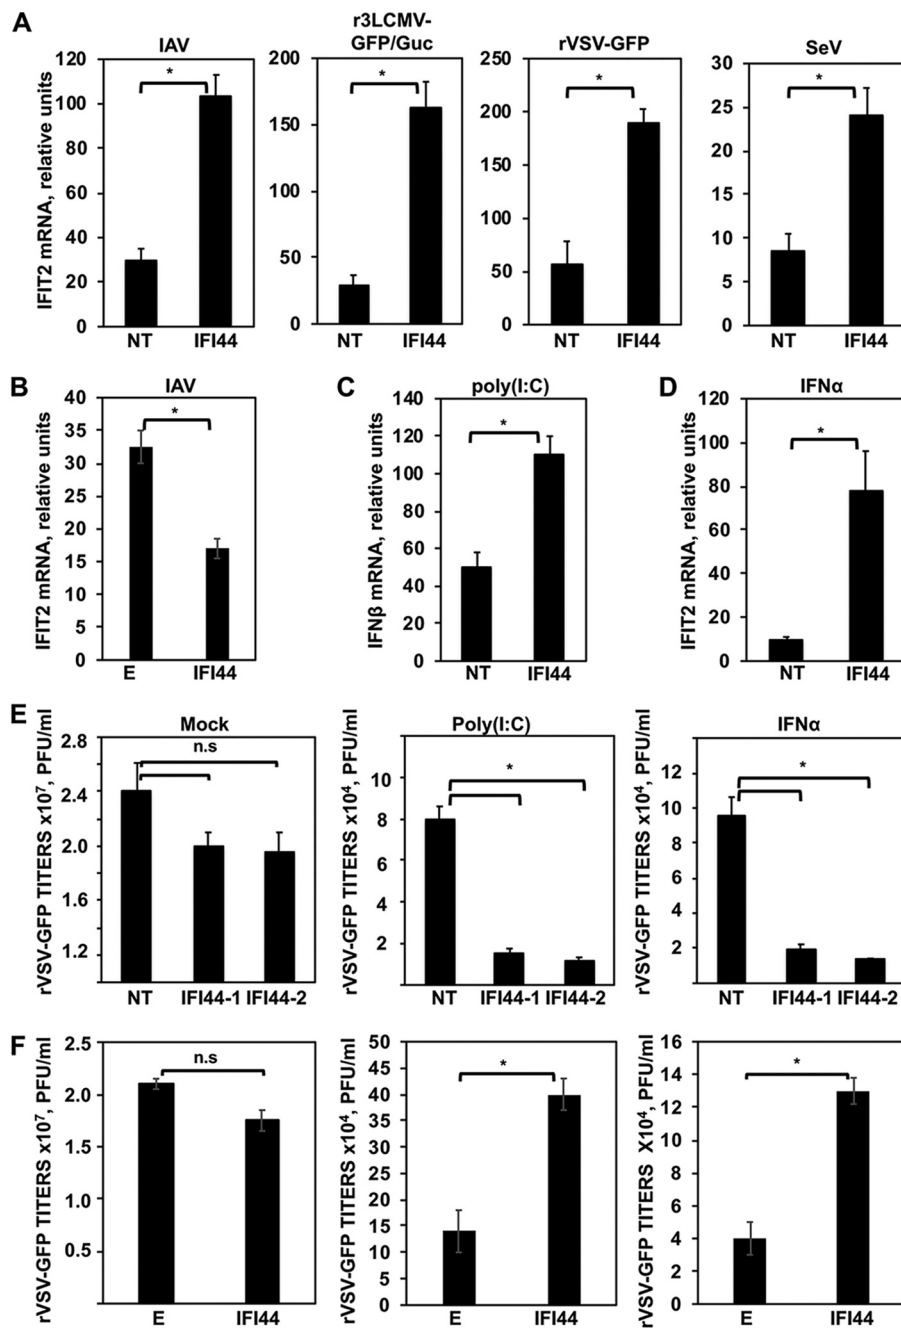 A
IAV
r3LCMV-
GFP/Guc
rVSV-GFP
SeV
IFIT2 mRNA, relative units
120
100
80
60
40
30
20
0
*
NT IFI44
200
150
100
50
0
*
NT IFI44
250
200
150
100
50
0
*
NT IFI44
30
25
20
15
10
5
0
*
NT IFI44
B
IAV
IFIT2 mRNA, relative units
40
35
30
25
20
15
10
5
0
*
E IFI44
C
poly(I:C)
IFNβ mRNA, relative units
140
120
100
80
60
40
20
0
*
NT IFI44
D
IFNα
IFIT2 mRNA, relative units
120
100
80
60
40
20
0
*
NT IFI44
E
Mock
rVSV-GFP TITERS x10⁷, PFU/ml
2.8
2.4
2.0
1.6
1.2
n.s
NT IFI44-1 IFI44-2
Poly(I:C)
rVSV-GFP TITERS x10⁴, PFU/ml
10
8
6
4
2
*
NT IFI44-1 IFI44-2
IFNα
rVSV-GFP TITERS x10⁴, PFU/ml
12
10
8
6
4
2
*
NT IFI44-1 IFI44-2
F
rVSV-GFP TITERS x10⁷, PFU/ml
2.5
2.0
1.5
1.0
0.5
n.s
E IFI44
rVSV-GFP TITERS x10⁴, PFU/ml
50
40
35
30
25
20
15
10
5
0
*
E IFI44
rVSV-GFP TITERS X10⁴, PFU/ml
16
14
12
10
8
6
4
2
0
*
E IFI44